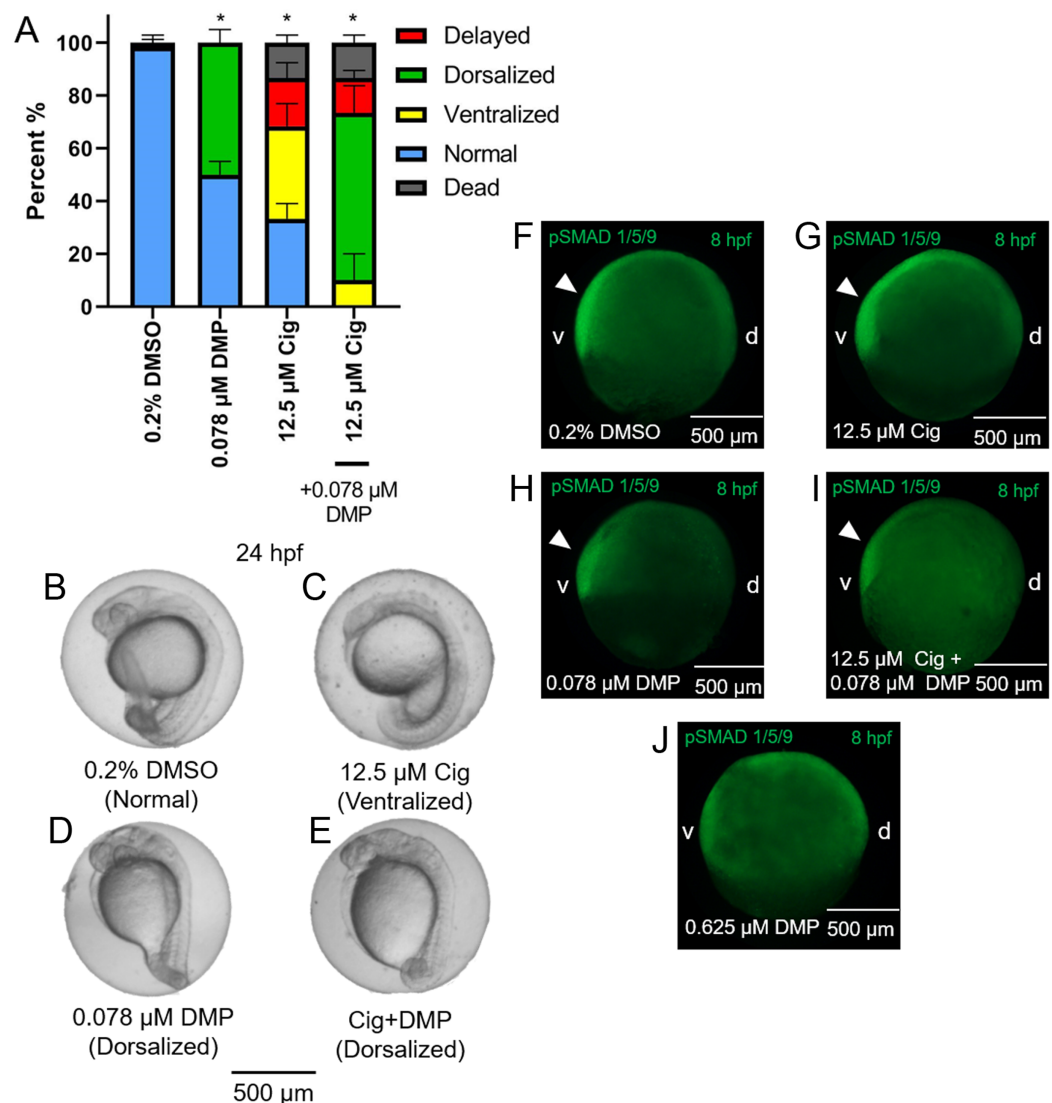 A
Percent %
100
80
60
40
20
0
*
*
*
Delayed
Dorsalized
Ventralized
Normal
Dead
0.2% DMSO
0.078 µM DMP
12.5 µM Cig
12.5 µM Cig
+0.078 µM
DMP
24 hpf
B
0.2% DMSO
(Normal)
C
12.5 µM Cig
(Ventralized)
D
0.078 µM DMP
(Dorsalized)
E
Cig+DMP
(Dorsalized)
500 µm
F
pSMAD 1/5/9 8 hpf
v d
0.2% DMSO 500 µm
G
pSMAD 1/5/9 8 hpf
v d
12.5 µM Cig 500 µm
H
pSMAD 1/5/9 8 hpf
v d
0.078 µM DMP 500 µm
I
pSMAD 1/5/9 8 hpf
v d
12.5 µM Cig +
0.078 µM DMP 500 µm
J
pSMAD 1/5/9 8 hpf
v d
0.625 µM DMP 500 µm